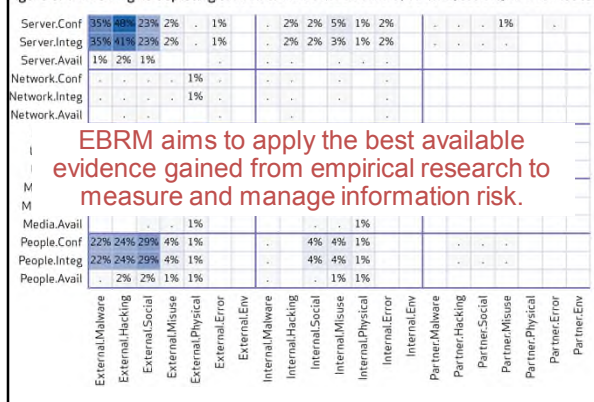 Server.Conf 35% 48% 23% 2% . 1% . 2% 2% 5% 1% 2% . . . 1% .
Server.Integ 35% 41% 23% 2% . 1% . 2% 2% 3% 1% 2% . . . .
Server.Avail 1% 2% 1% . . . . .
Network.Conf . . . . 1% . . . . .
Network.Integ . . . . 1% . . . .
Network.Avail . . . . . .
EBRM aims to apply the best available
evidence gained from empirical research to
measure and manage information risk.
Media.Avail . . 1% . 1%
People.Conf 22% 24% 29% 4% 1% . 4% 4% 1% . . .
People.Integ 22% 24% 29% 4% 1% . 4% 4% 1% . . .
People.Avail . 2% 2% 1% 1% . 1% 1%
External.Malware
External.Hacking
External.Social
External.Misuse
External.Physical
External.Error
External.Env
Internal.Malware
Internal.Hacking
Internal.Social
Internal.Misuse
Internal.Physical
Internal.Error
Internal.Env
Partner.Malware
Partner.Hacking
Partner.Social
Partner.Misuse
Partner.Physical
Partner.Error
Partner.Env